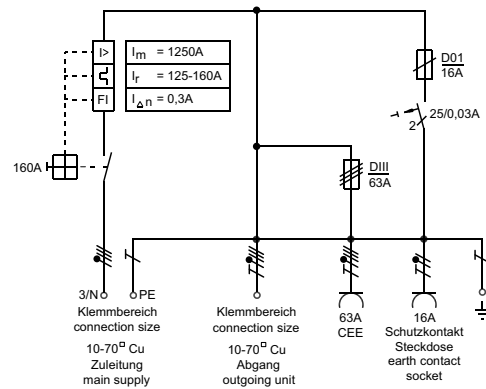 I> Im = 1250A
Ir = 125-160A
FI I△n = 0,3A
160A
D01
16A
25/0,03A
2
DIII
63A
3/N PE
Klemmbereich
connection size
10-70□ Cu
Zuleitung
main supply
Klemmbereich
connection size
10-70□ Cu
Abgang
outgoing unit
63A
CEE
16A
Schutzkontakt
Steckdose
earth contact
socket